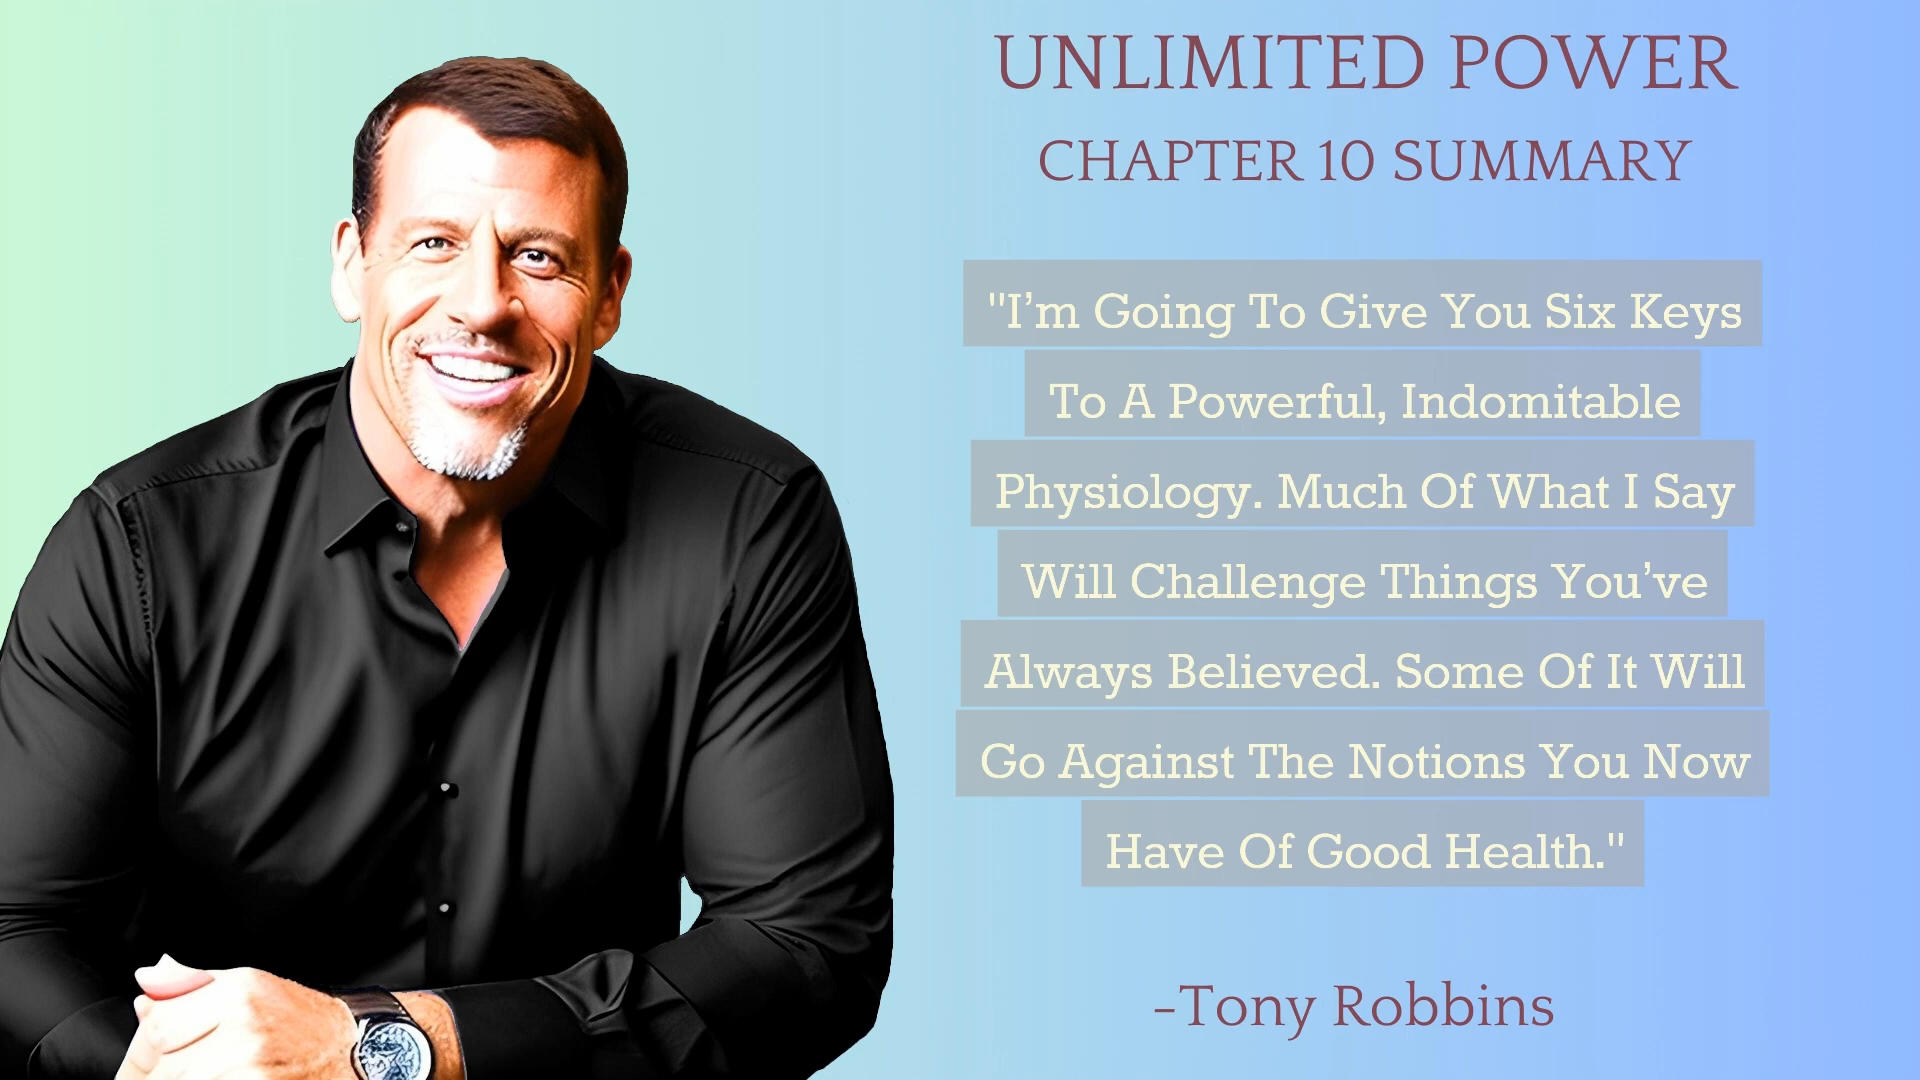 UNLIMITED POWER
CHAPTER 10 SUMMARY
"I’m Going To Give You Six Keys
To A Powerful, Indomitable
Physiology. Much Of What I Say
Will Challenge Things You’ve
Always Believed. Some Of It Will
Go Against The Notions You Now
Have Of Good Health."
-Tony Robbins